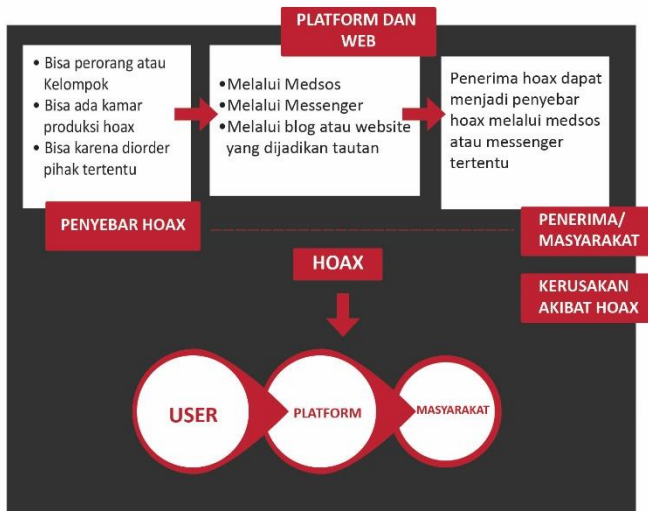 PLATFORM DAN
WEB
• Bisa perorang atau
Kelompok
• Bisa ada kamar
produksi hoax
• Bisa karena diorder
pihak tertentu
PENYEBAR HOAX
•Melalui Medsos
•Melalui Messenger
•Melalui blog atau website
yang dijadikan tautan
Penerima hoax dapat
menjadi penyebar
hoax melalui medsos
atau messenger
tertentu
PENERIMA/
MASYARAKAT
HOAX
KERUSAKAN
AKIBAT HOAX
USER
PLATFORM
MASYARAKAT